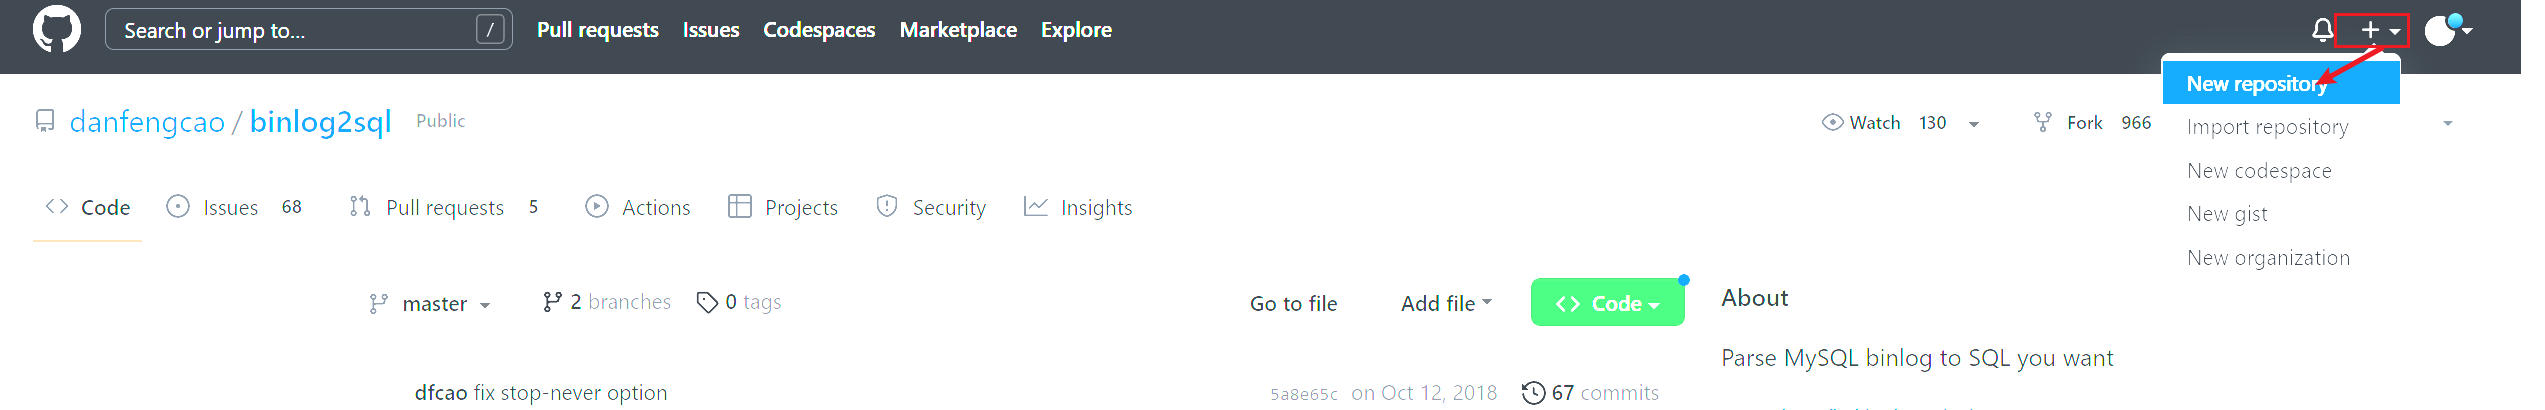 Search or jump to... / Pull requests Issues Codespaces Marketplace Explore
New repository
Import repository
New codespace
New gist
New organization
danfengcao / binlog2sql Public Watch 130 Fork 966
Code Issues 68 Pull requests 5 Actions Projects Security Insights
master 2 branches 0 tags Go to file Add file Code
dfcao fix stop-never option 5a8e65c on Oct 12, 2018 67 commits
About
Parse MySQL binlog to SQL you want